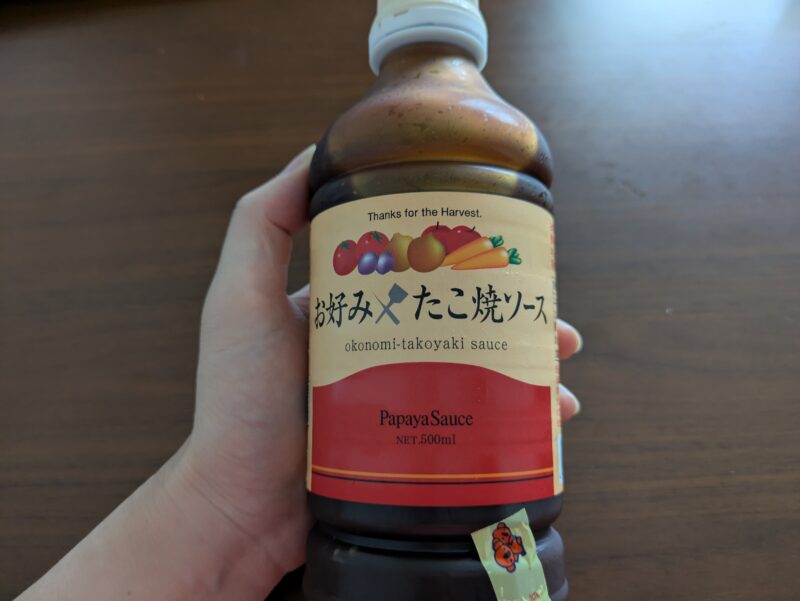 Thanks for the Harvest.
お好み たこ焼ソース
okonomi-takoyaki sauce
PapayaSauce
NET.500ml